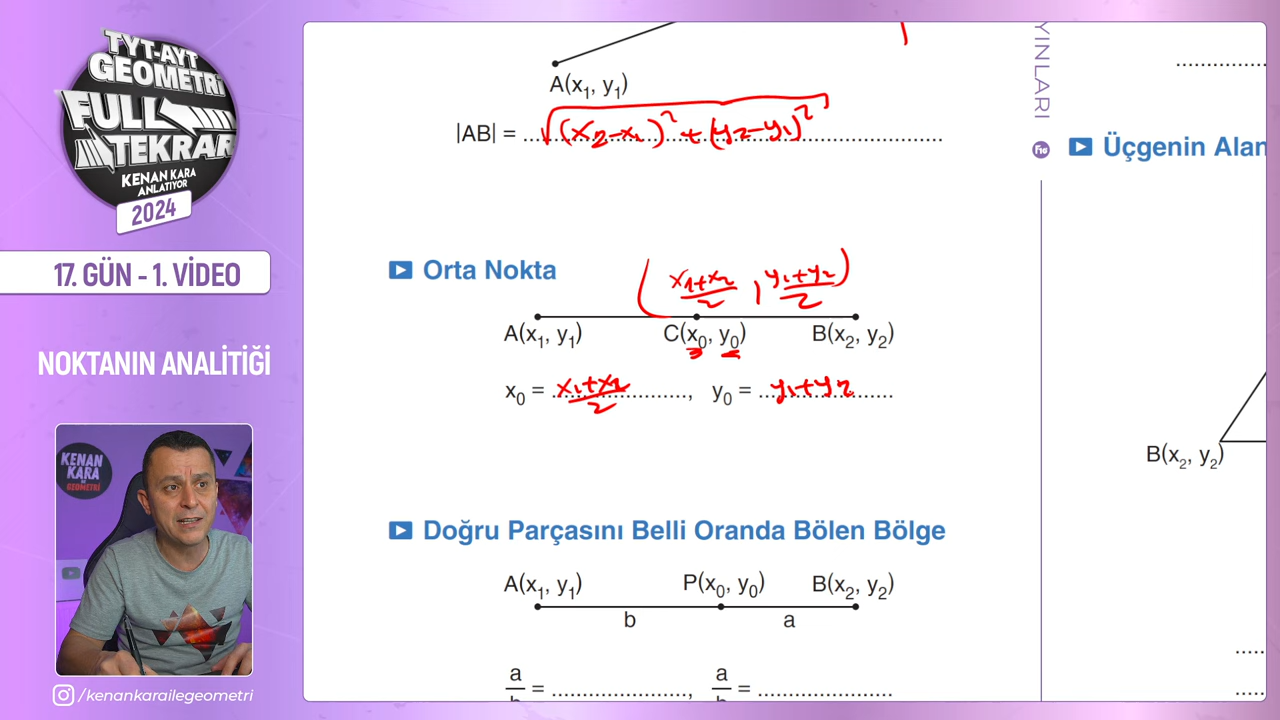 TYT-AYT
GEOMETRİ
FULL
TEKRAR
KENAN KARA
ANLATIYOR
2024
17. GÜN - 1. VİDEO
NOKTANIN ANALİTİĞİ
KENAN
KARA
GEOMETRİ
/kenankarailegeometri
A(x₁, y₁)
|AB| = √(x₂-x₁)² + (y₂-y₁)²
Orta Nokta
(x₁+x₂/2, y₁+y₂/2)
A(x₁, y₁) C(x₀, y₀) B(x₂, y₂)
x₀ = x₁+x₂/2, y₀ = y₁+y₂
Doğru Parçasını Belli Oranda Bölen Bölge
A(x₁, y₁) P(x₀, y₀) B(x₂, y₂)
b a
a/b = ..................., a/b = ...................
YINLARI
Üçgenin Alan
B(x₂, y₂)